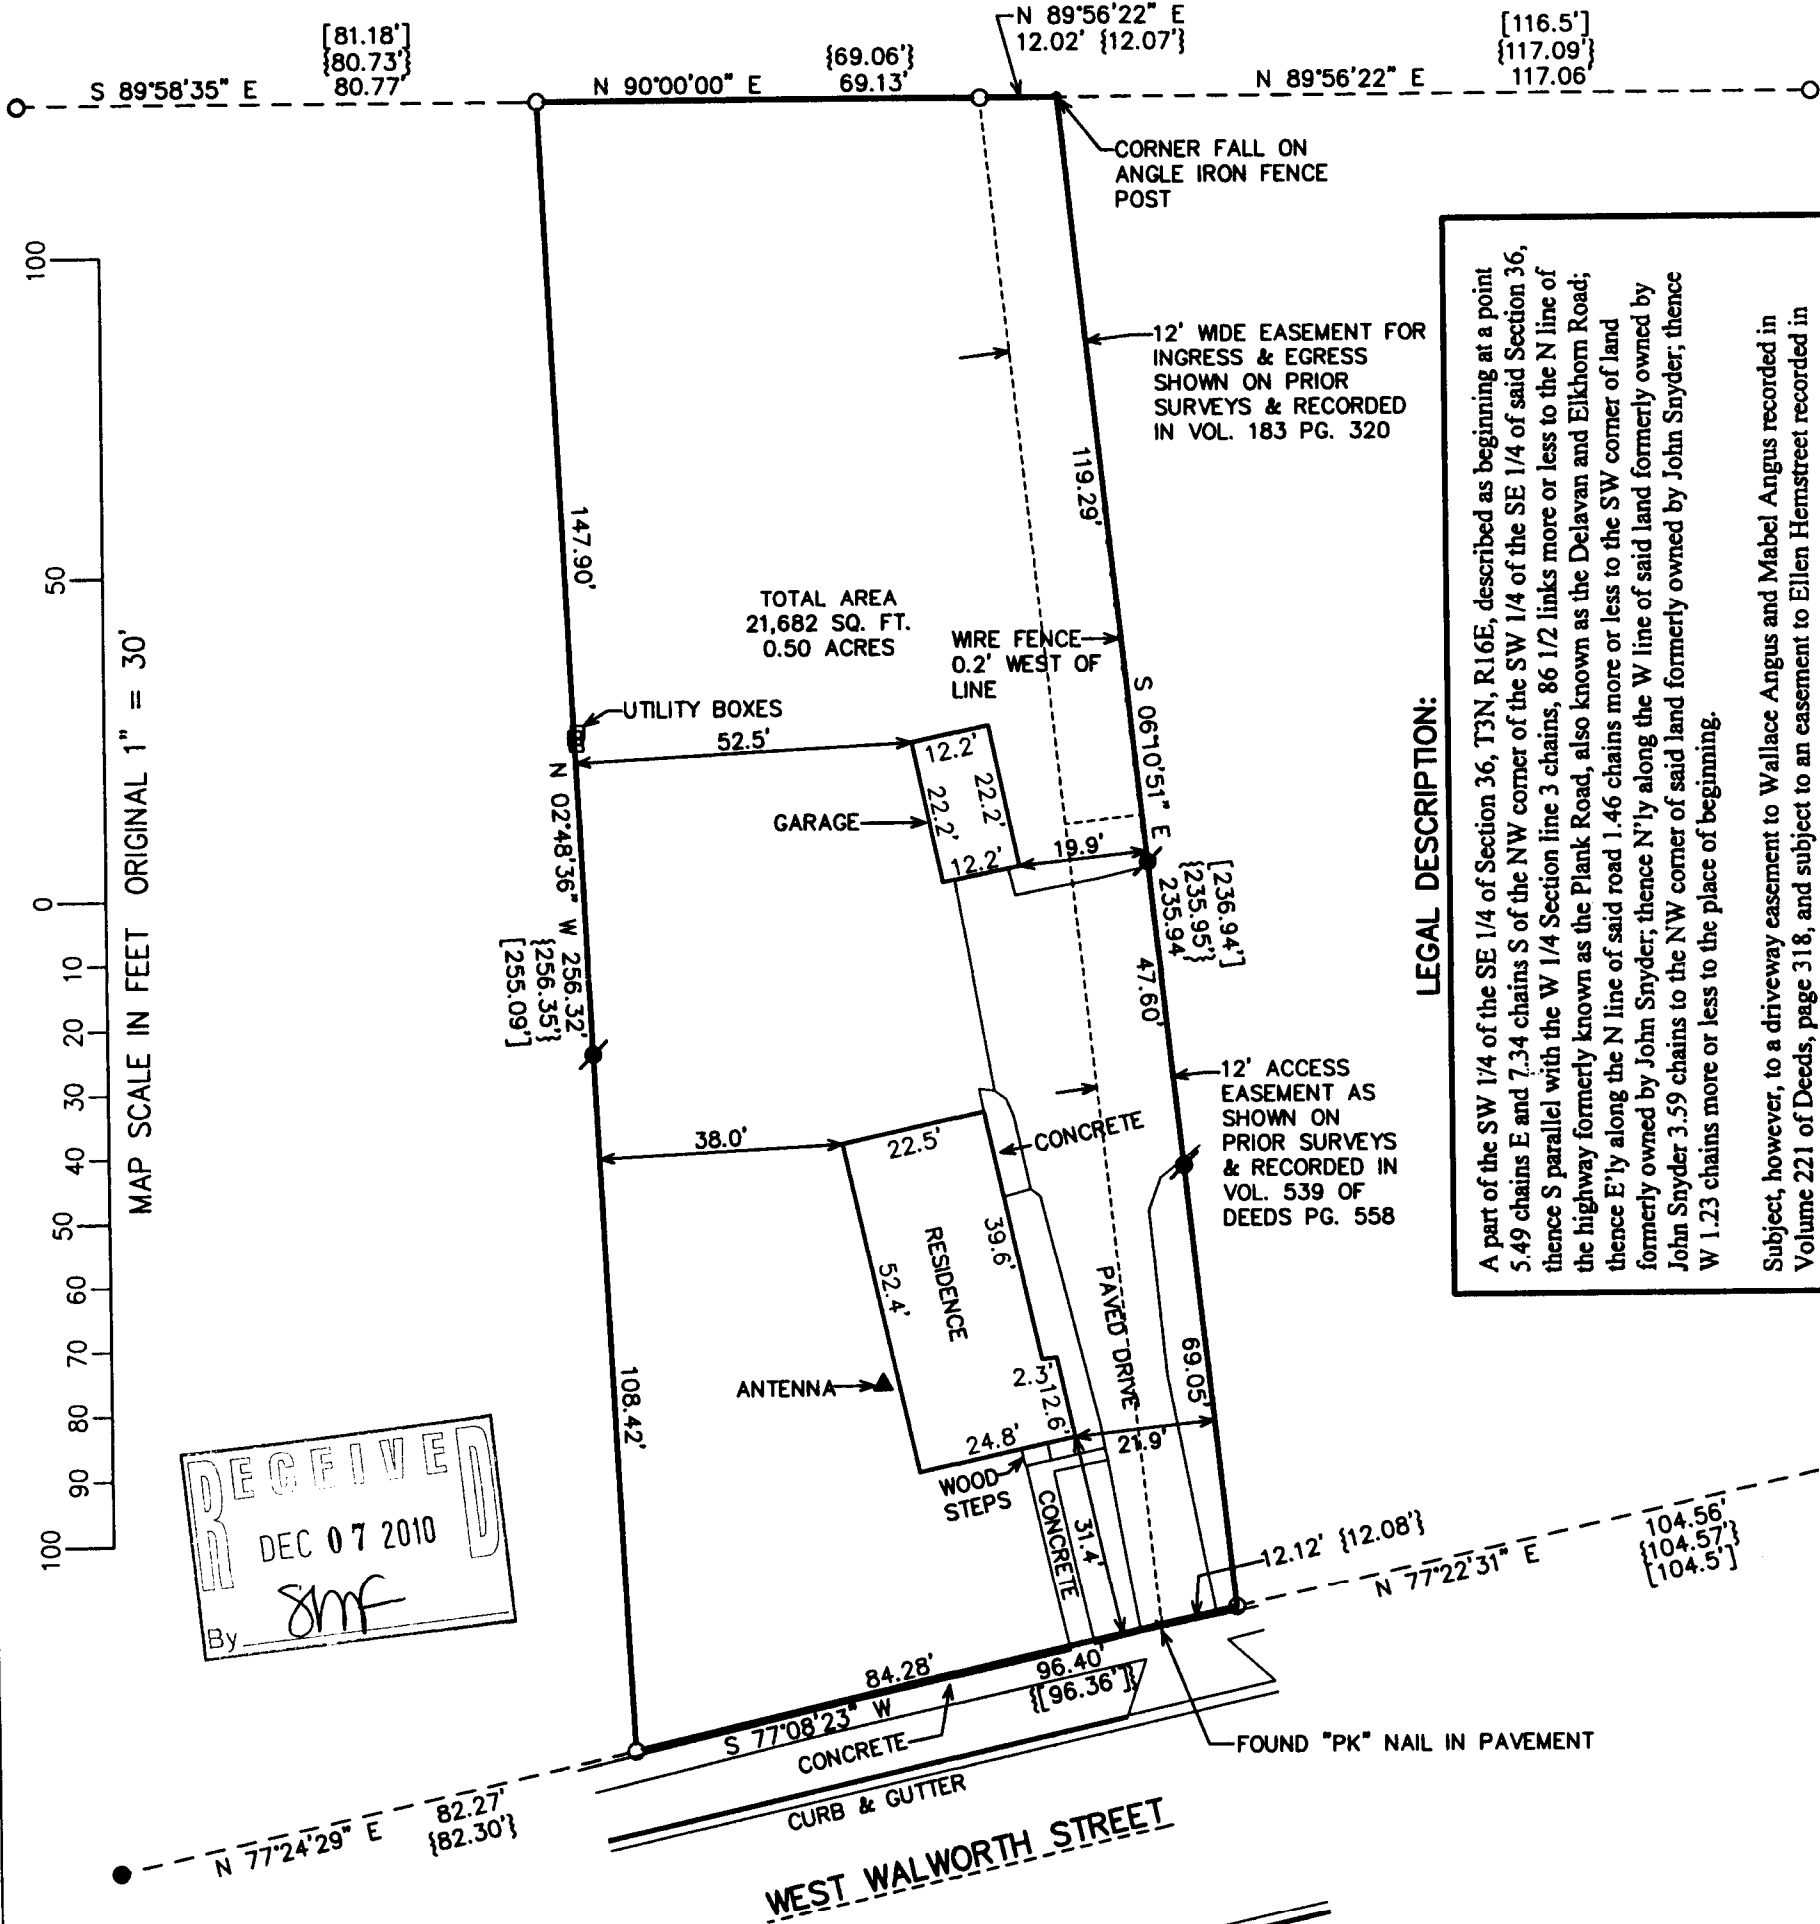 [81.18']
{80.73'}
S 89°58'35" E 80.77'
{69.06'}
N 90°00'00" E 69.13'
N 89°56'22" E
12.02' {12.07'}
[116.5']
{117.09'}
N 89°56'22" E 117.06'
CORNER FALL ON
ANGLE IRON FENCE
POST
12' WIDE EASEMENT FOR
INGRESS & EGRESS
SHOWN ON PRIOR
SURVEYS & RECORDED
IN VOL. 183 PG. 320
119.29'
147.90'
TOTAL AREA
21,682 SQ. FT.
0.50 ACRES
WIRE FENCE
0.2' WEST OF
LINE
S 06°10'51" E
UTILITY BOXES
52.5'
12.2'
22.2'
22.2'
12.2'
GARAGE
19.9'
[236.94']
{235.95'}
235.94
N 02°48'36" W 256.32'
{256.35'}
[255.09']
47.60'
12' ACCESS
EASEMENT AS
SHOWN ON
PRIOR SURVEYS
& RECORDED IN
VOL. 539 OF
DEEDS PG. 558
38.0'
22.5'
CONCRETE
RESIDENCE
39.6'
52.4'
PAVED DRIVE
69.05'
ANTENNA
2.3'
12.6'
24.8'
21.9'
WOOD
STEPS
CONCRETE
31.4'
108.42'
12.12' {12.08'}
104.56'
{104.57'}
[104.5']
N 77°22'31" E
84.28'
96.40'
{[96.36']}
S 77°08'23" W
CONCRETE
CURB & GUTTER
FOUND "PK" NAIL IN PAVEMENT
82.27'
{82.30'}
N 77°24'29" E
WEST WALWORTH STREET
100
50
0
10
20
30
40
50
60
70
80
90
100
MAP SCALE IN FEET ORIGINAL 1" = 30'
RECEIVED
DEC 07 2010
By
LEGAL DESCRIPTION:
A part of the SW 1/4 of the SE 1/4 of Section 36, T3N, R16E, described as beginning at a point
5.49 chains E and 7.34 chains S of the NW corner of the SW 1/4 of the SE 1/4 of said Section 36,
thence S parallel with the W 1/4 Section line 3 chains, 86 1/2 links more or less to the N line of
the highway formerly known as the Plank Road, also known as the Delavan and Elkhorn Road;
thence E'ly along the N line of said road 1.46 chains more or less to the SW corner of land
formerly owned by John Snyder; thence N'ly along the W line of said land formerly owned by
John Snyder 3.59 chains to the NW corner of said land formerly owned by John Snyder; thence
W 1.23 chains more or less to the place of beginning.
Subject, however, to a driveway easement to Wallace Angus and Mabel Angus recorded in
Volume 221 of Deeds, page 318, and subject to an easement to Ellen Hemstreet recorded in